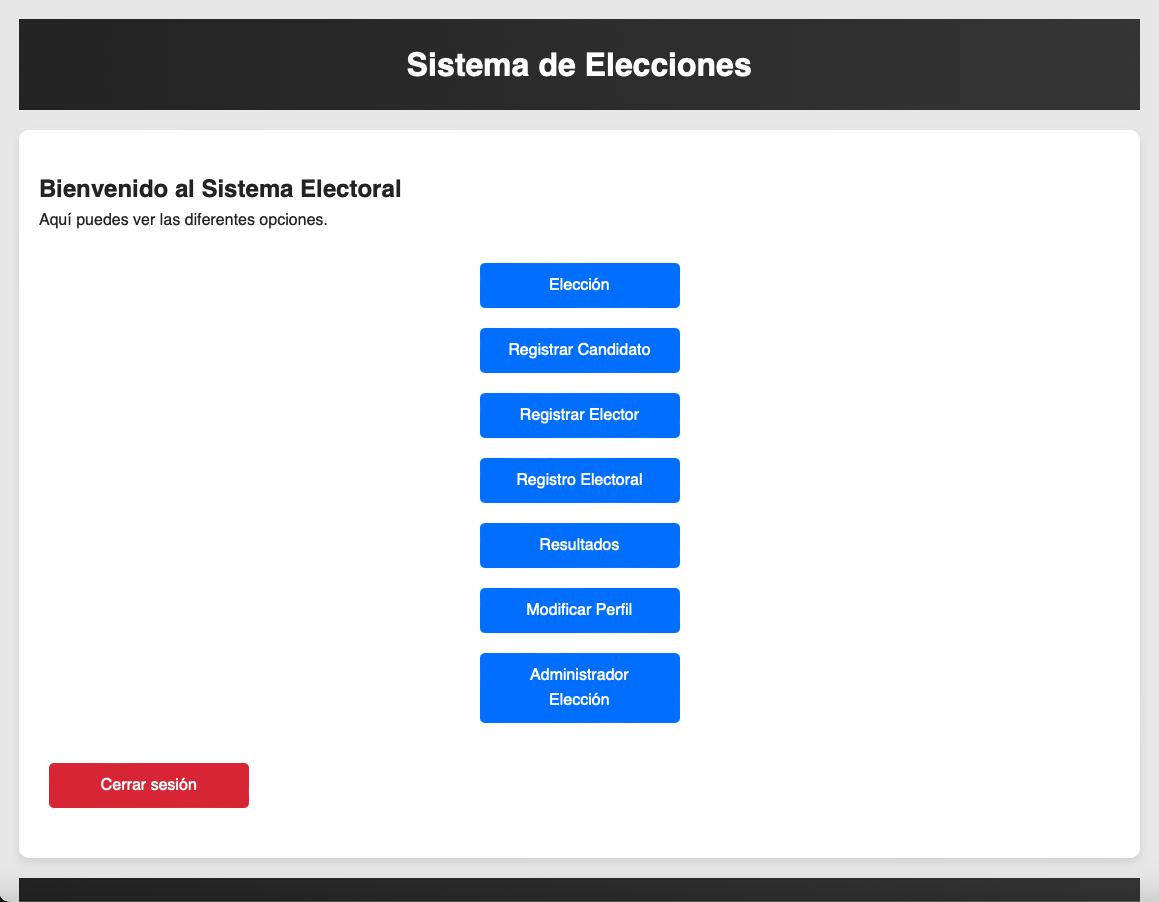 Sistema de Elecciones
Bienvenido al Sistema Electoral
Aquí puedes ver las diferentes opciones.
Elección
Registrar Candidato
Registrar Elector
Registro Electoral
Resultados
Modificar Perfil
Administrador
Elección
Cerrar sesión